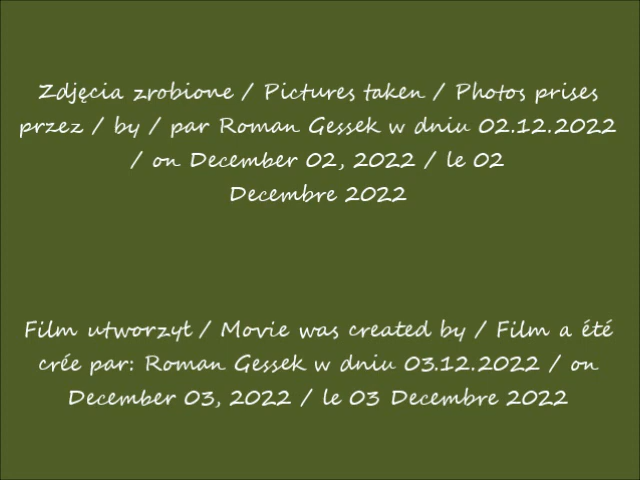 Zdjęcia zrobione / Pictures taken / Photos prises
przez / by / par Roman Gessek w dniu 02.12.2022
/ on December 02, 2022 / le 02
Decembre 2022
Film utworzył / Movie was created by / Film a été
crée par: Roman Gessek w dniu 03.12.2022 / on
December 03, 2022 / le 03 Decembre 2022